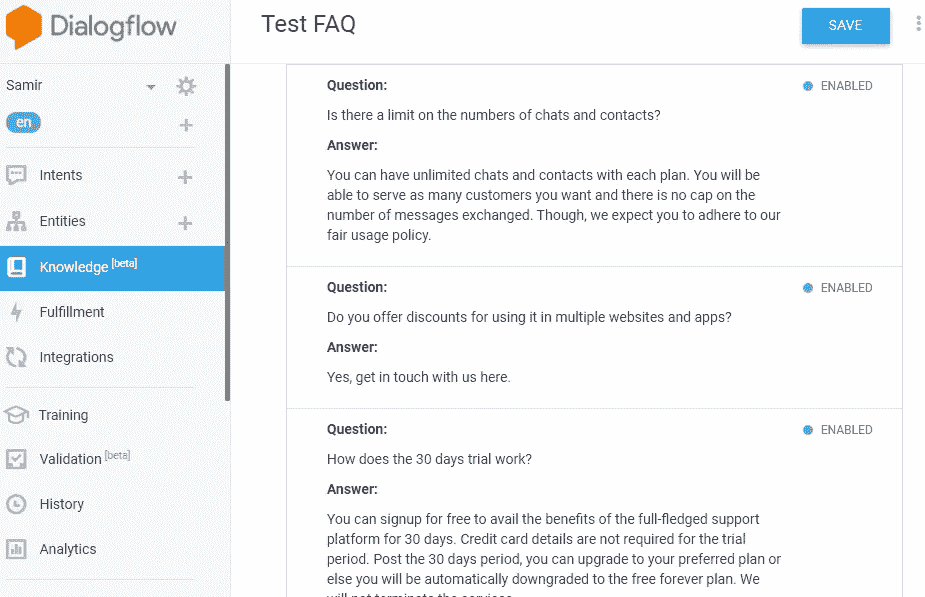 Dialogflow
Test FAQ
SAVE
Samir
en
Intents
Entities
Knowledge [beta]
Fulfillment
Integrations
Training
Validation [beta]
History
Analytics
Question:
ENABLED
Is there a limit on the numbers of chats and contacts?
Answer:
You can have unlimited chats and contacts with each plan. You will be
able to serve as many customers you want and there is no cap on the
number of messages exchanged. Though, we expect you to adhere to our
fair usage policy.
Question:
ENABLED
Do you offer discounts for using it in multiple websites and apps?
Answer:
Yes, get in touch with us here.
Question:
ENABLED
How does the 30 days trial work?
Answer:
You can signup for free to avail the benefits of the full-fledged support
platform for 30 days. Credit card details are not required for the trial
period. Post the 30 days period, you can upgrade to your preferred plan or
else you will be automatically downgraded to the free forever plan. We
will not terminate the services.